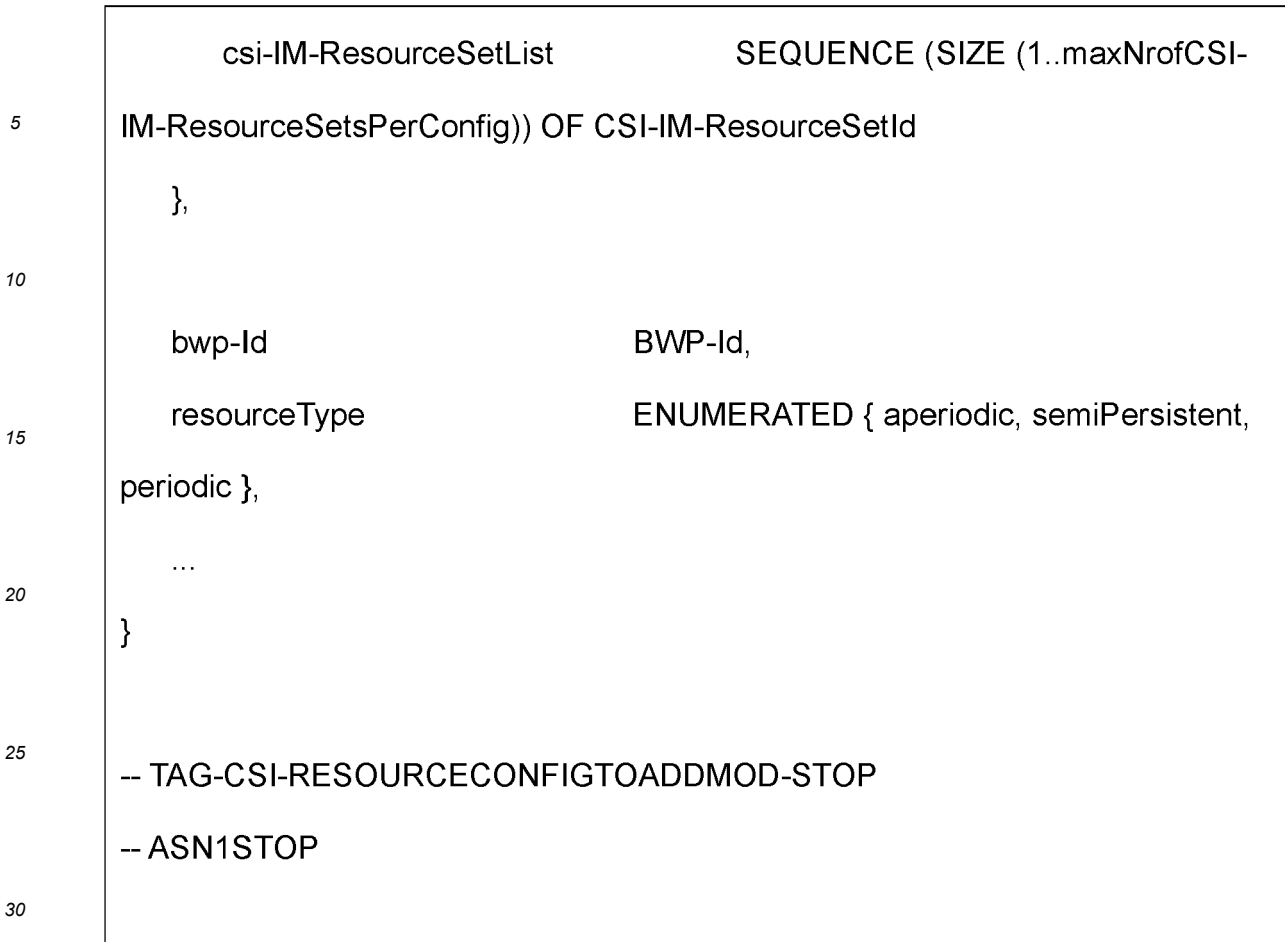 csi-IM-ResourceSetList SEQUENCE (SIZE (1..maxNrofCSI-
5 IM-ResourceSetsPerConfig)) OF CSI-IM-ResourceSetId
},
10
bwp-Id BWP-Id,
resourceType ENUMERATED { aperiodic, semiPersistent,
15
periodic },
...
20
}
25
-- TAG-CSI-RESOURCECONFIGTOADDMOD-STOP
-- ASN1STOP
30